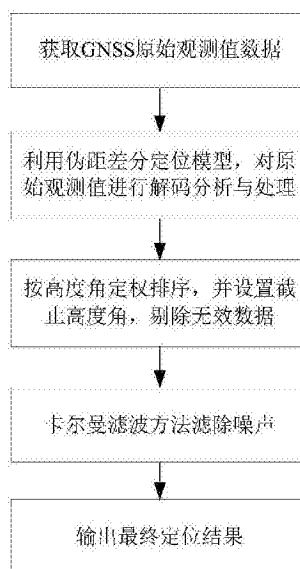 获取GNSS原始观测值数据
利用伪距差分定位模型，对原
始观测值进行解码分析与处理
按高度角定权排序，并设置截
止高度角，剔除无效数据
卡尔曼滤波方法滤除噪声
输出最终定位结果